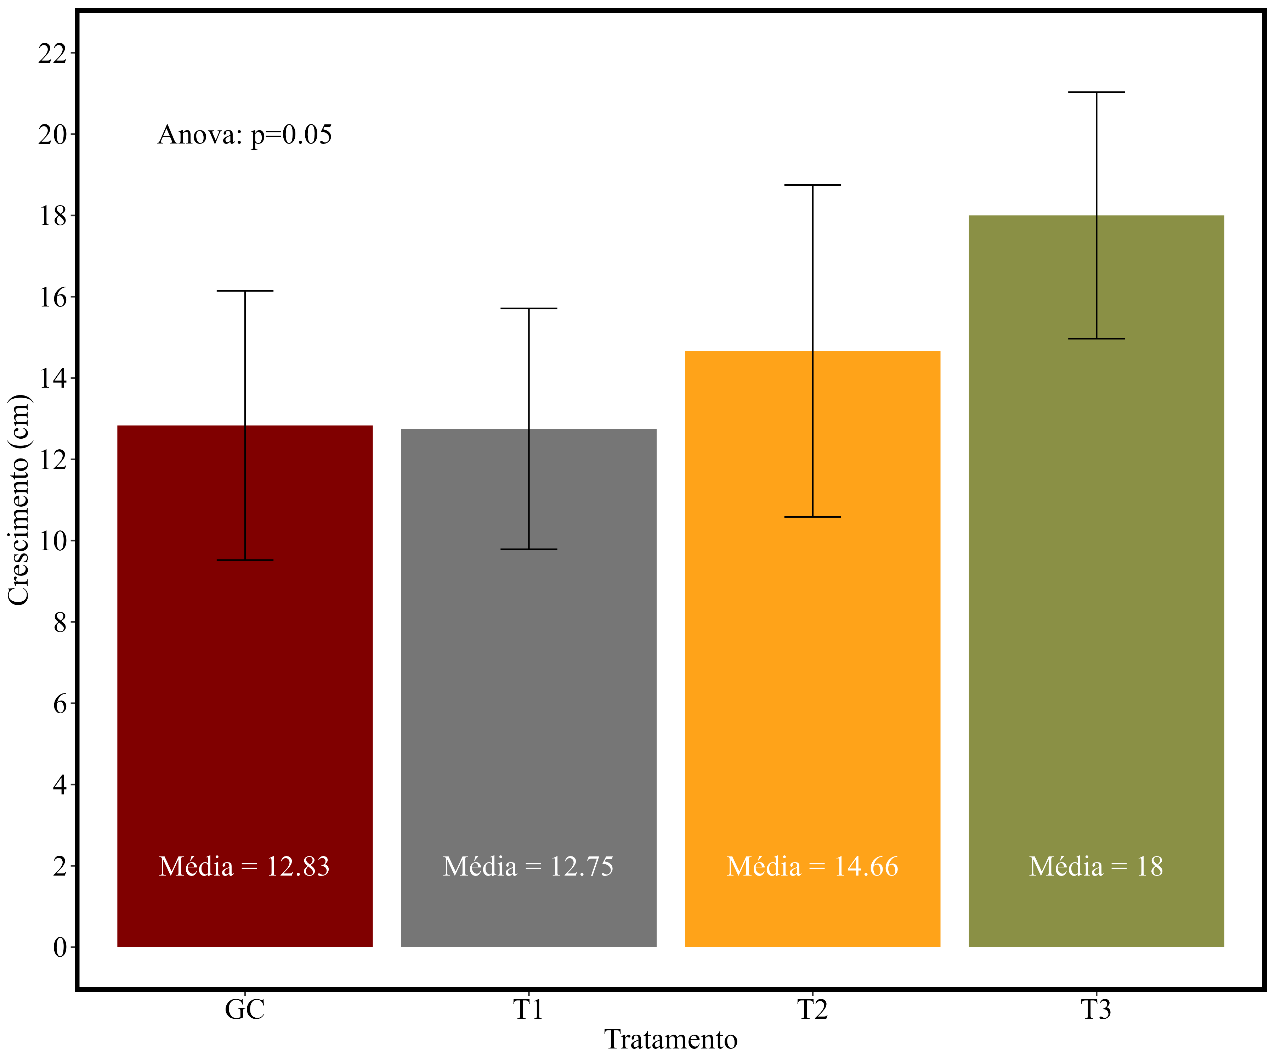 22
20
18
16
14
12
10
8
6
4
2
0
Crescimento (cm)
Anova: p=0.05
Média = 12.83
Média = 12.75
Média = 14.66
Média = 18
GC
T1
T2
T3
Tratamento